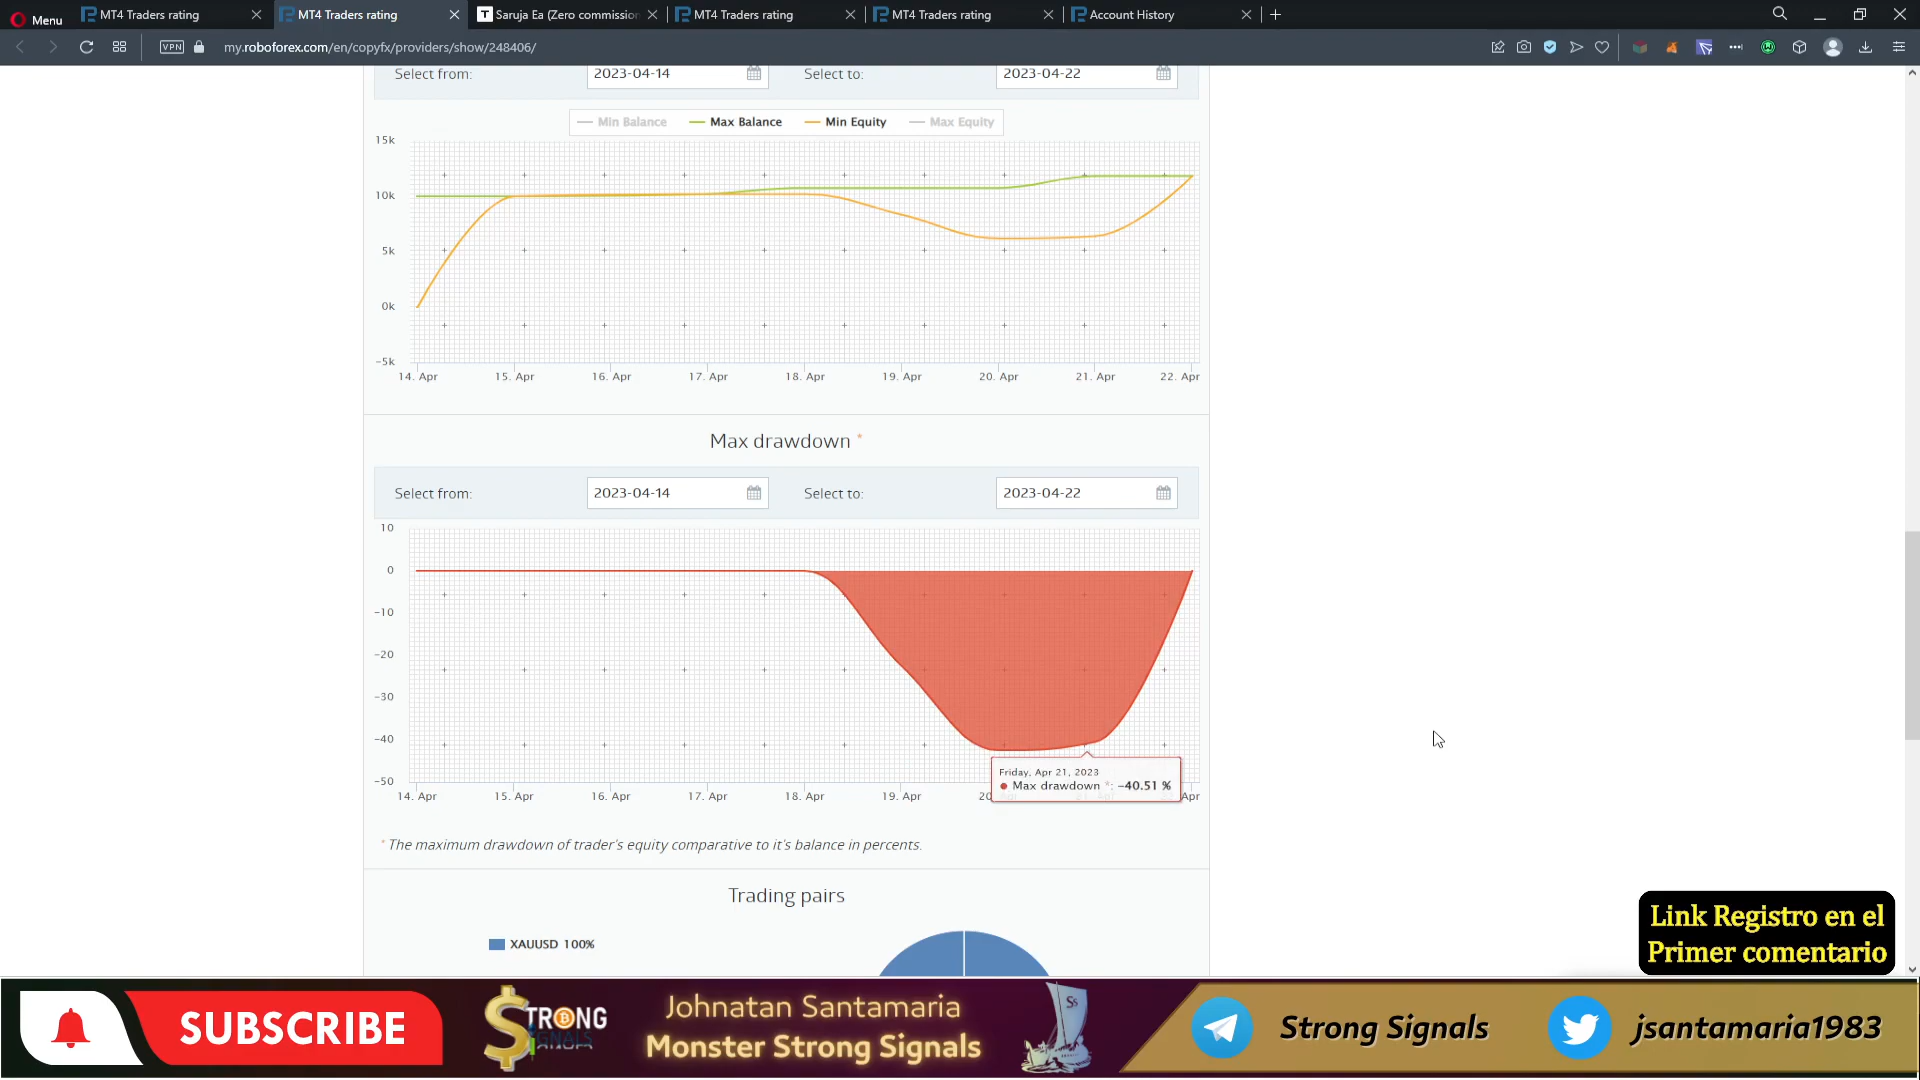 Menu
MT4 Traders rating
MT4 Traders rating
Saruja Ea (Zero commission
MT4 Traders rating
MT4 Traders rating
Account History
VPN
my.roboforex.com/en/copyfx/providers/show/248406/
Select from:
2023-04-14
Select to:
2023-04-22
Min Balance
Max Balance
Min Equity
Max Equity
15k
10k
5k
0k
-5k
14. Apr
15. Apr
16. Apr
17. Apr
18. Apr
19. Apr
20. Apr
21. Apr
22. Apr
Max drawdown *
Select from:
2023-04-14
Select to:
2023-04-22
10
0
-10
-20
-30
-40
-50
Friday, Apr 21, 2023
Max drawdown *: -40.51 %
14. Apr
15. Apr
16. Apr
17. Apr
18. Apr
19. Apr
20
Apr
* The maximum drawdown of trader's equity comparative to it's balance in percents.
Trading pairs
XAUUSD 100%
Link Registro en el
Primer comentario
SUBSCRIBE
STRONG
SIGNALS
Johnatan Santamaria
Monster Strong Signals
Ss
Strong Signals
jsantamaria1983